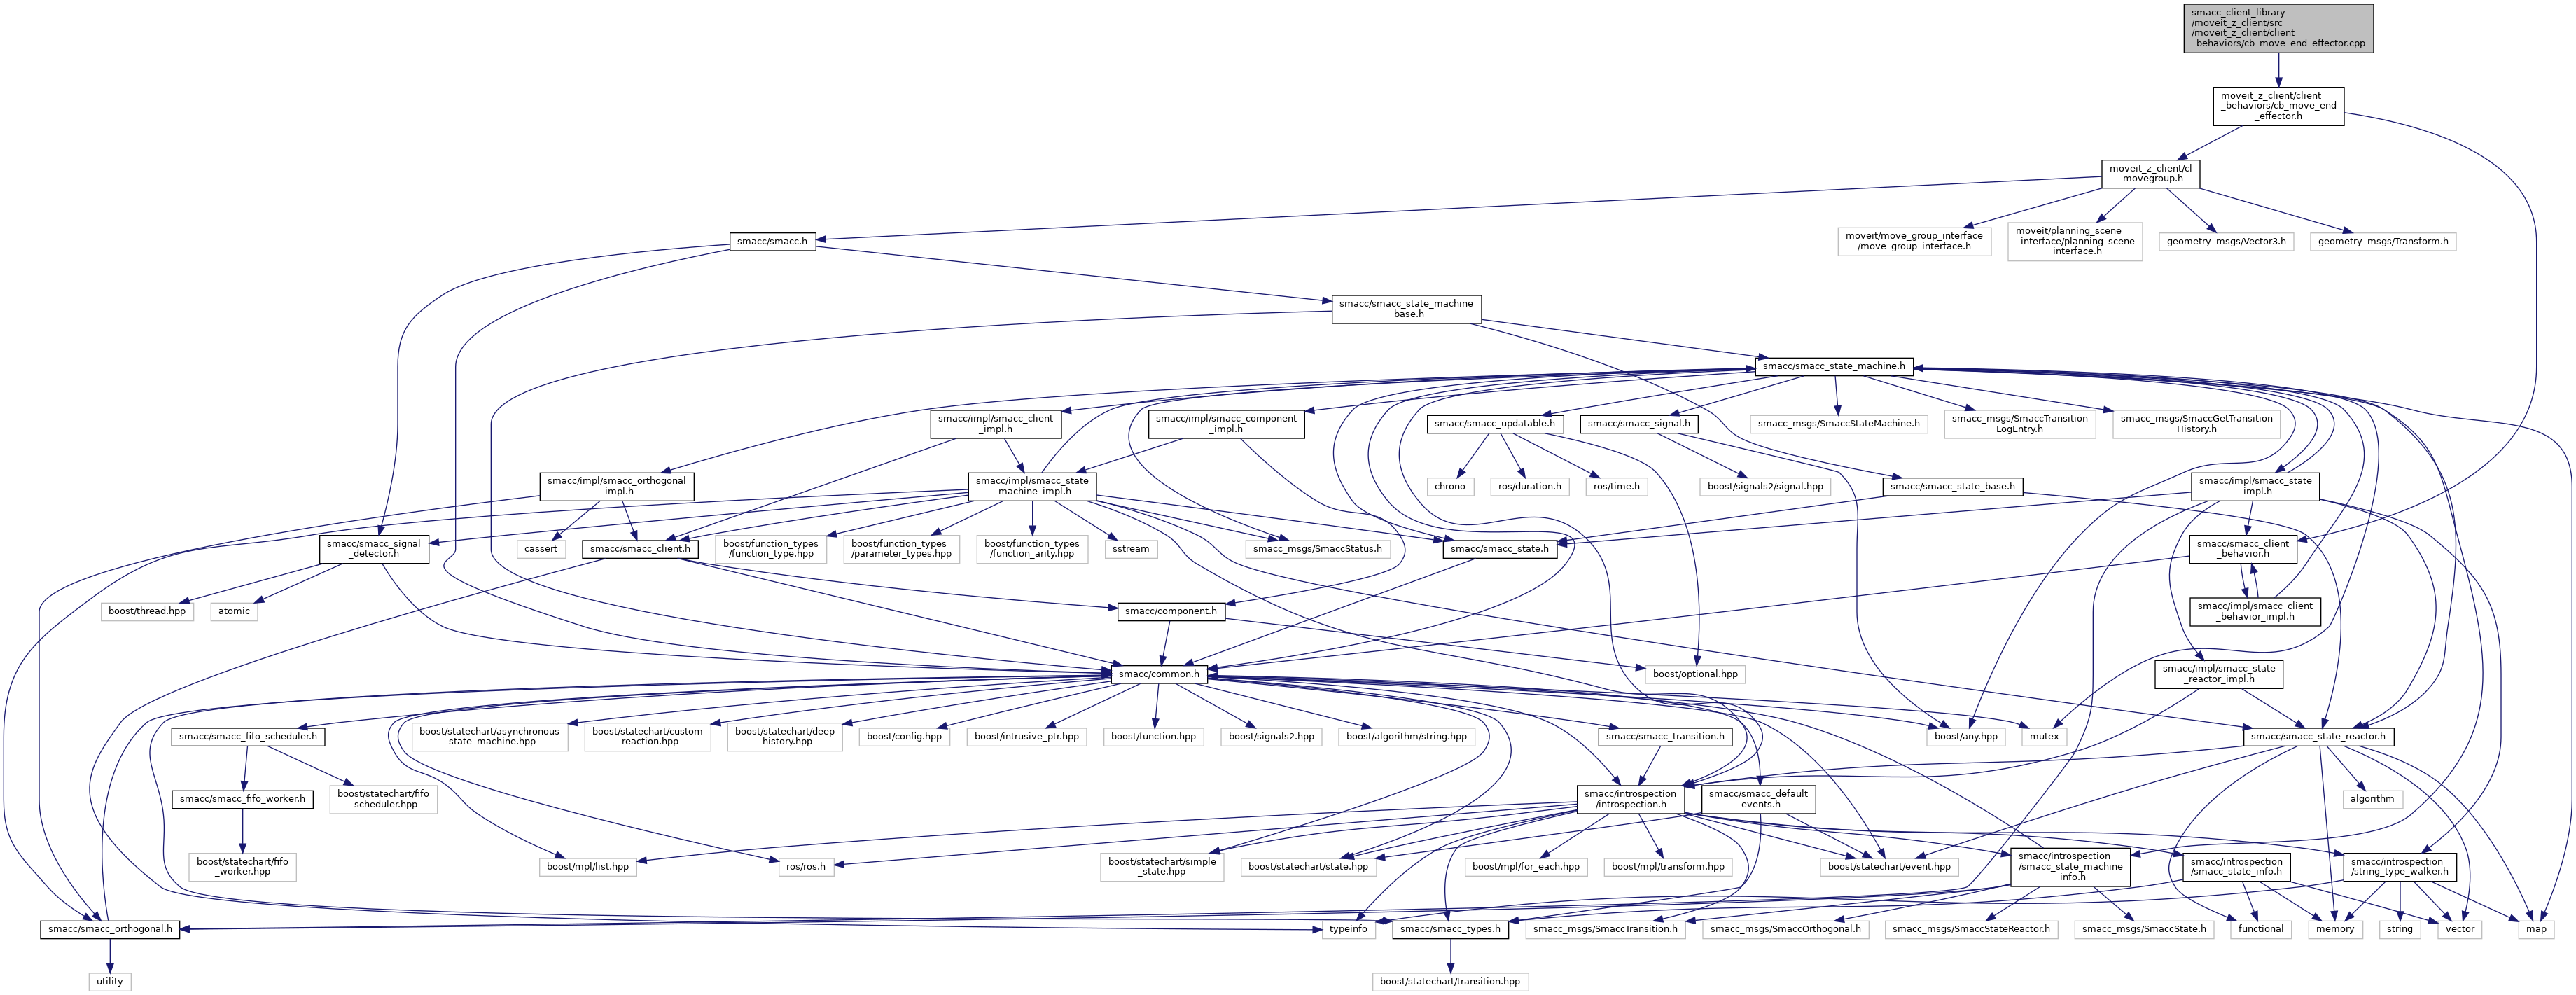 smacc_client_library
/moveit_z_client/src
/moveit_z_client/client
_behaviors/cb_move_end_effector.cpp
moveit_z_client/client
_behaviors/cb_move_end
_effector.h
moveit_z_client/cl
_movegroup.h
smacc/smacc.h
moveit/move_group_interface
/move_group_interface.h
moveit/planning_scene
_interface/planning_scene
_interface.h
geometry_msgs/Vector3.h
geometry_msgs/Transform.h
smacc/smacc_state_machine
_base.h
smacc/smacc_state_machine.h
smacc/impl/smacc_client
_impl.h
smacc/impl/smacc_component
_impl.h
smacc/smacc_updatable.h
smacc/smacc_signal.h
smacc_msgs/SmaccStateMachine.h
smacc_msgs/SmaccTransition
LogEntry.h
smacc_msgs/SmaccGetTransition
History.h
smacc/impl/smacc_orthogonal
_impl.h
smacc/impl/smacc_state
_machine_impl.h
chrono
ros/duration.h
ros/time.h
boost/signals2/signal.hpp
smacc/smacc_state_base.h
smacc/impl/smacc_state
_impl.h
smacc/smacc_signal
_detector.h
cassert
smacc/smacc_client.h
boost/function_types
/function_type.hpp
boost/function_types
/parameter_types.hpp
boost/function_types
/function_arity.hpp
sstream
smacc_msgs/SmaccStatus.h
smacc/smacc_state.h
smacc/smacc_client
_behavior.h
boost/thread.hpp
atomic
smacc/component.h
smacc/impl/smacc_client
_behavior_impl.h
smacc/common.h
boost/optional.hpp
smacc/impl/smacc_state
_reactor_impl.h
smacc/smacc_fifo_scheduler.h
boost/statechart/asynchronous
_state_machine.hpp
boost/statechart/custom
_reaction.hpp
boost/statechart/deep
_history.hpp
boost/config.hpp
boost/intrusive_ptr.hpp
boost/function.hpp
boost/signals2.hpp
boost/algorithm/string.hpp
smacc/smacc_transition.h
boost/any.hpp
mutex
smacc/smacc_state_reactor.h
smacc/smacc_fifo_worker.h
boost/statechart/fifo
_scheduler.hpp
smacc/introspection
/introspection.h
smacc/smacc_default
_events.h
algorithm
boost/statechart/fifo
_worker.hpp
boost/mpl/list.hpp
ros/ros.h
boost/statechart/simple
_state.hpp
boost/statechart/state.hpp
boost/mpl/for_each.hpp
boost/mpl/transform.hpp
boost/statechart/event.hpp
smacc/introspection
/smacc_state_machine
_info.h
smacc/introspection
/smacc_state_info.h
smacc/introspection
/string_type_walker.h
smacc/smacc_orthogonal.h
typeinfo
smacc/smacc_types.h
smacc_msgs/SmaccTransition.h
smacc_msgs/SmaccOrthogonal.h
smacc_msgs/SmaccStateReactor.h
smacc_msgs/SmaccState.h
functional
memory
string
vector
map
utility
boost/statechart/transition.hpp